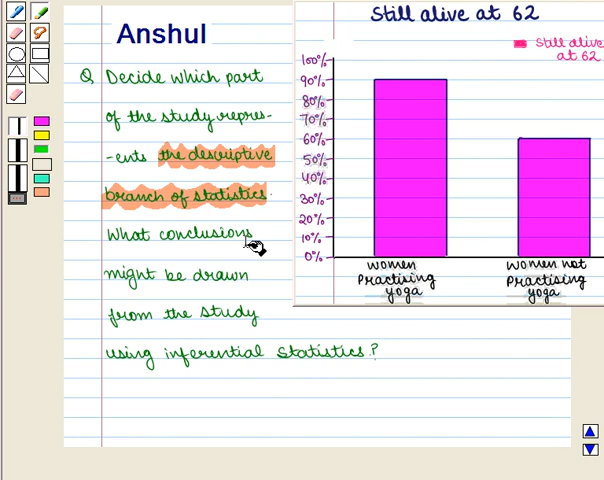 Anshul
Q Decide which part
of the study repres-
-ents the descriptive
branch of statistics.
What conclusions
might be drawn
from the study
using inferential statistics?
Still alive at 62
Still alive
at 62
100%
90%
80%
70%
60%
50%
40%
30%
20%
10%
0%
women
Practising
yoga
women not
Practising
yoga